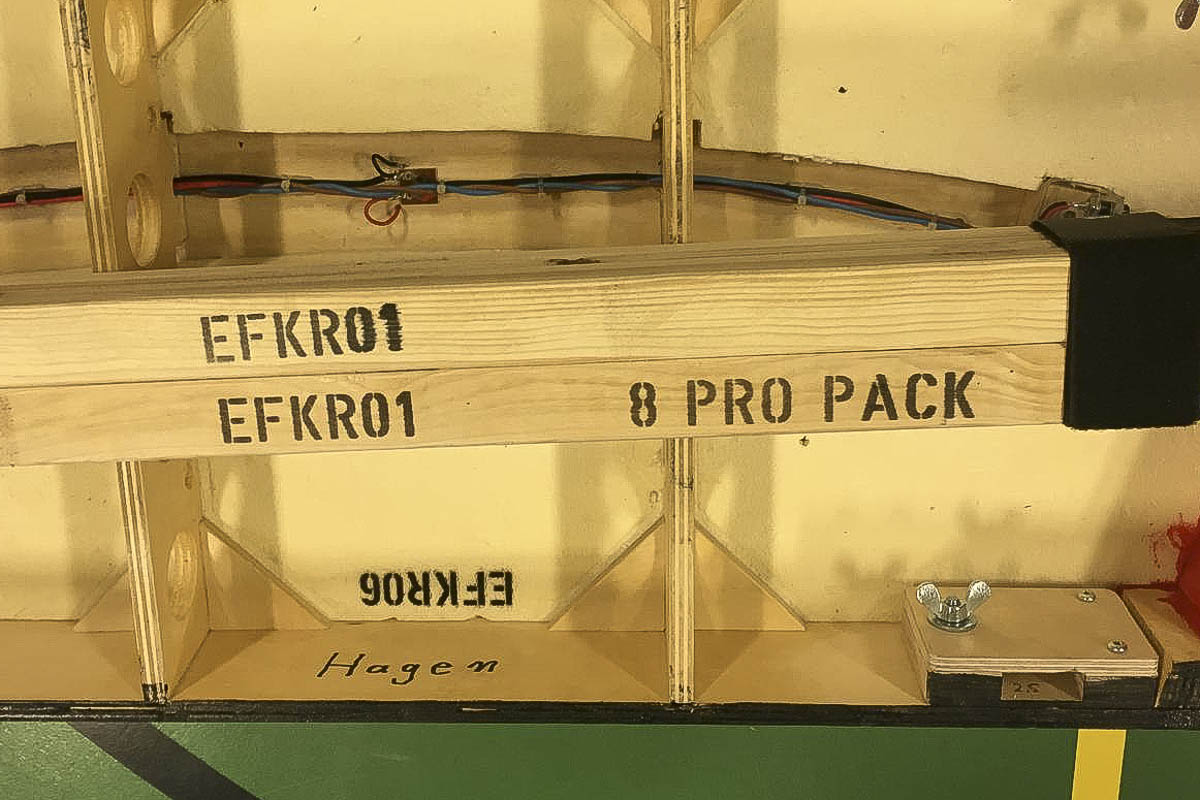 EFKR01
EFKR01 8 PRO PACK
EFKR06
Hagen
25